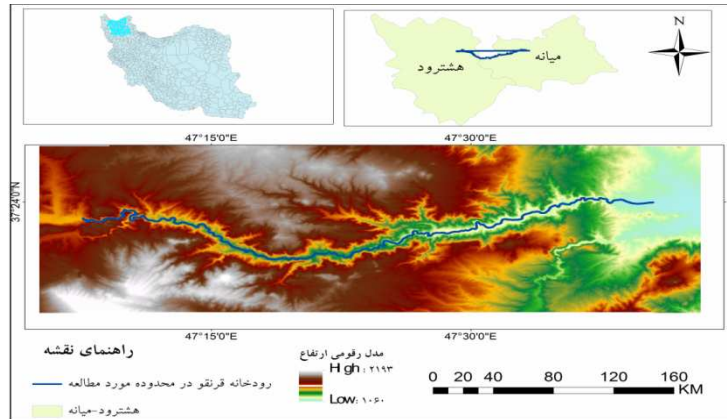 میانه
هشترود
N
47°15'0"E 47°30'0"E
37°24'0"N
47°15'0"E 47°30'0"E
راهنمای نقشه
رودخانه قرنقو در محدوده مورد مطالعه
هشترود-میانه
مدل رقومی ارتفاع
High : ۲۱۹۳
Low : ۱۰۶۰
0 20 40 80 120 160
KM